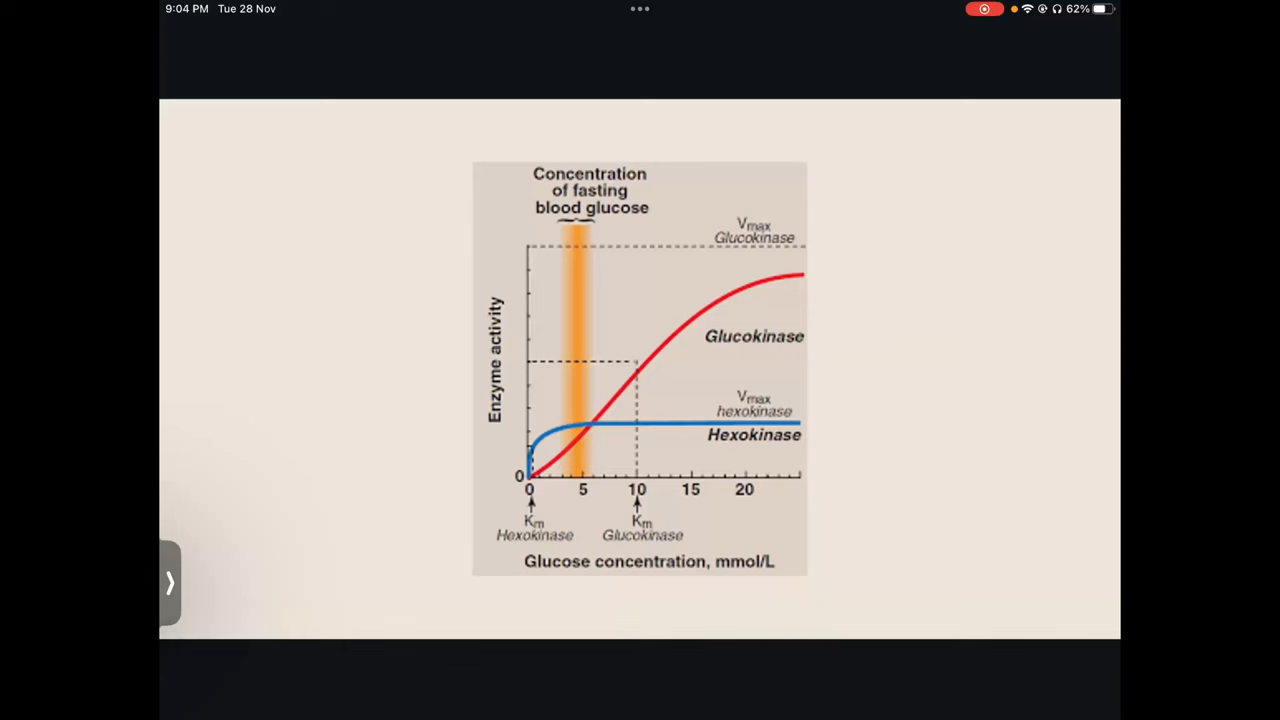 9:04 PM Tue 28 Nov
62%
Concentration
of fasting
blood glucose
Vmax
Glucokinase
Enzyme activity
Glucokinase
Vmax
hexokinase
Hexokinase
0
0 5 10 15 20
Km Km
Hexokinase Glucokinase
Glucose concentration, mmol/L